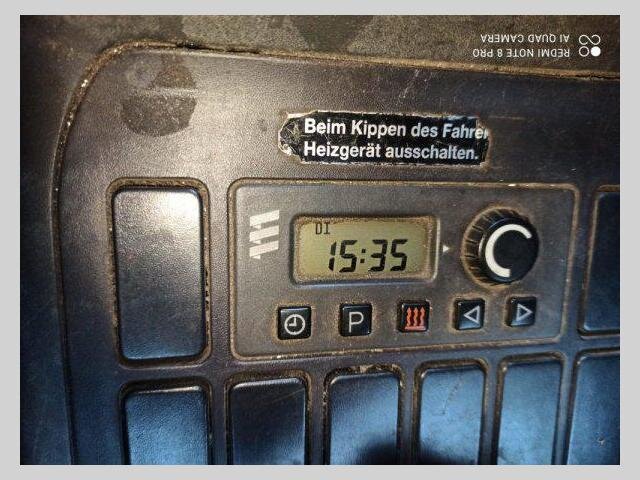 REDMI NOTE 8 PRO
AI QUAD CAMERA
Beim Kippen des Fahrer
Heizgerät ausschalten.
DI
15:35
P